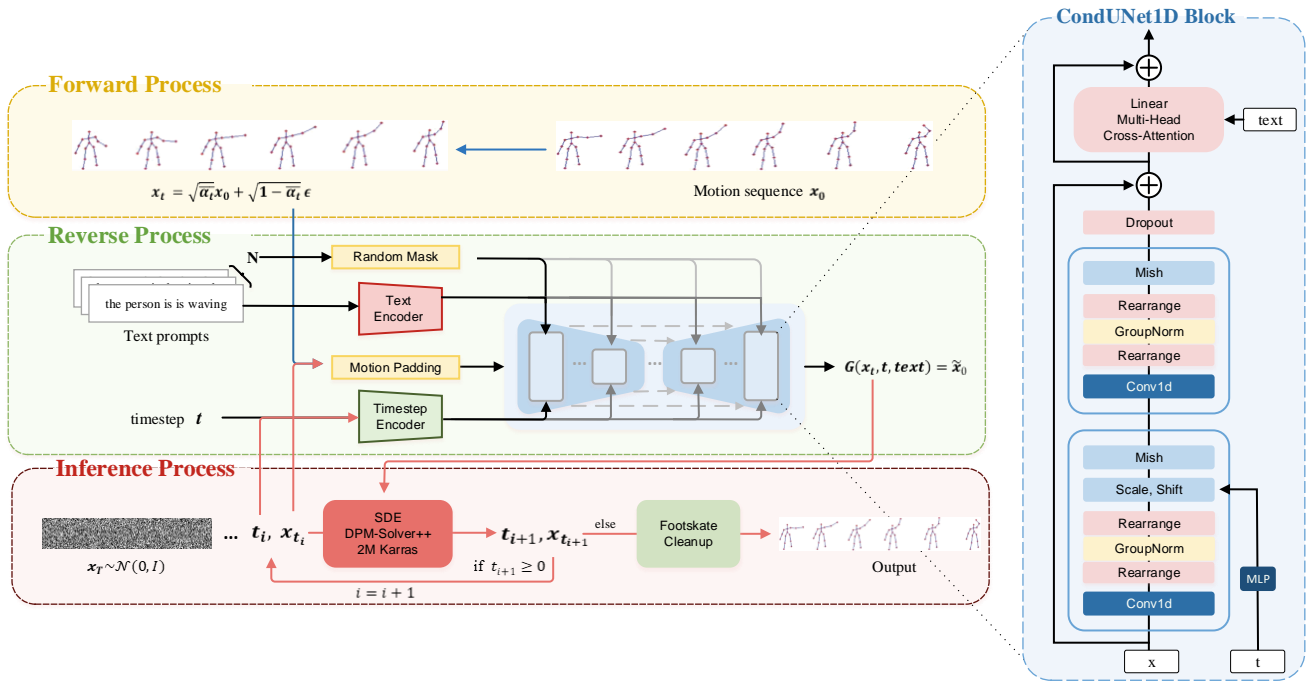 CondUNet1D Block
Forward Process
x_t = √(ᾱ_t) x_0 + √(1 − ᾱ_t) ϵ
Motion sequence x_0
Reverse Process
N
Random Mask
the person is is waving
Text prompts
Text
Encoder
Motion Padding
timestep t
Timestep
Encoder
...
...
...
G(x_t, t, text) = x̃_0
Inference Process
x_T ~ 𝒩(0, I)
... t_i, x_{t_i}
SDE
DPM-Solver++
2M Karras
t_{i+1}, x_{t_{i+1}}
if t_{i+1} ≥ 0
i = i + 1
else
Footskate
Cleanup
Output
Linear
Multi-Head
Cross-Attention
text
Dropout
Mish
Rearrange
GroupNorm
Rearrange
Conv1d
Mish
Scale, Shift
Rearrange
GroupNorm
Rearrange
Conv1d
MLP
x
t